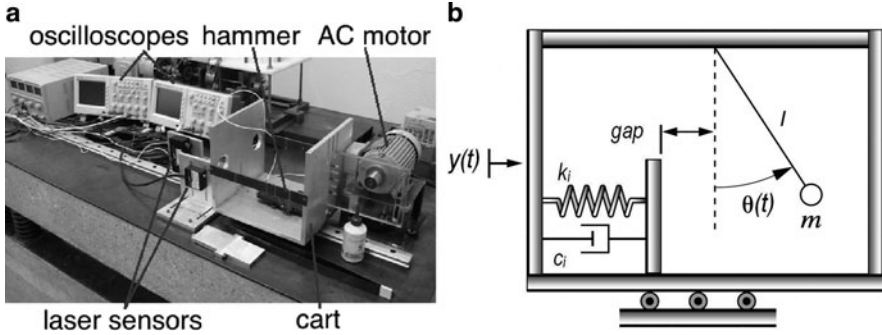 a
oscilloscopes hammer AC motor
laser sensors cart
b
gap
l
y(t)
kᵢ
θ(t)
m
cᵢ